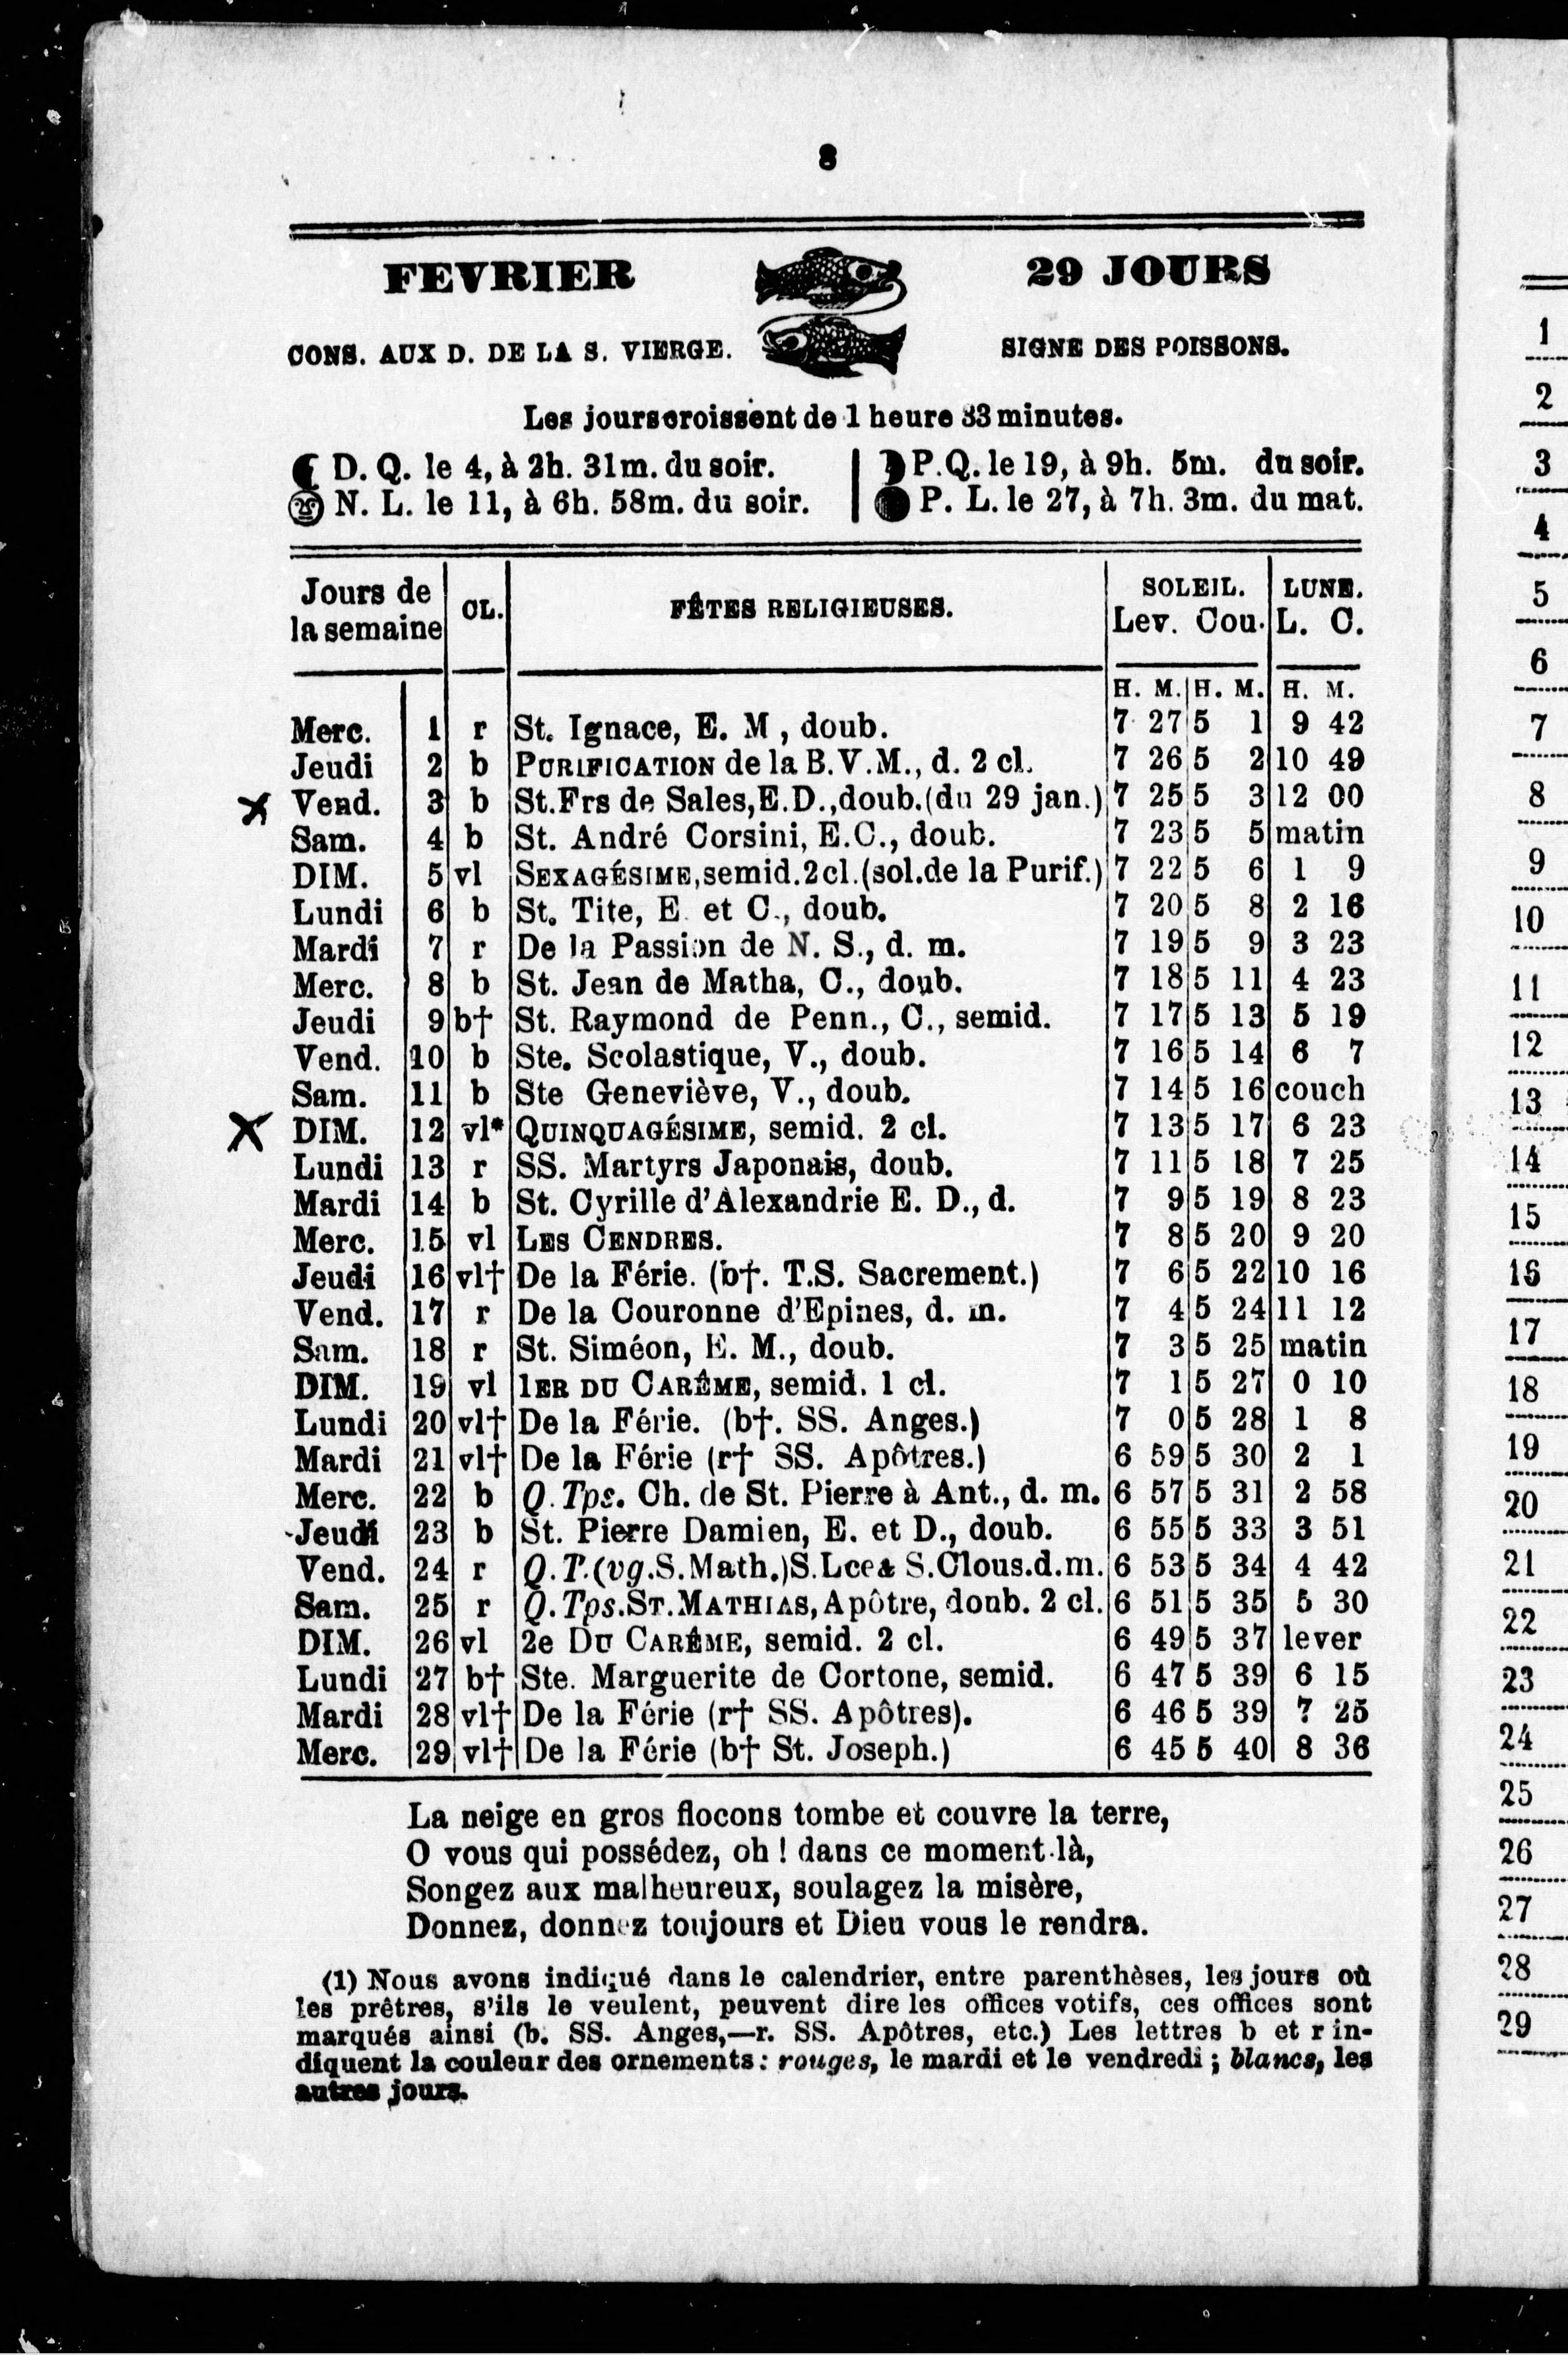 8
FEVRIER 29 JOURS
CONS. AUX D. DE LA S. VIERGE. SIGNE DES POISSONS.
Les jours croissent de 1 heure 33 minutes.
D. Q. le 4, à 2h. 31m. du soir. P.Q. le 19, à 9h. 5m. du soir.
N. L. le 11, à 6h. 58m. du soir. P. L. le 27, à 7h. 3m. du mat.
Jours de la semaine CL. FÊTES RELIGIEUSES. SOLEIL. Lev. Cou. LUNE. L. C.
H. M. H. M. H. M.
Merc. 1 r St. Ignace, E. M , doub. 7 27 5 1 9 42
Jeudi 2 b PURIFICATION de la B.V.M., d. 2 cl. 7 26 5 2 10 49
Vend. 3 b St.Frs de Sales,E.D.,doub.(du 29 jan.) 7 25 5 3 12 00
Sam. 4 b St. André Corsini, E.C., doub. 7 23 5 5 matin
DIM. 5 vl SEXAGÉSIME,semid.2cl.(sol.de la Purif.) 7 22 5 6 1 9
Lundi 6 b St. Tite, E. et C., doub. 7 20 5 8 2 16
Mardi 7 r De la Passion de N. S., d. m. 7 19 5 9 3 23
Merc. 8 b St. Jean de Matha, C., doub. 7 18 5 11 4 23
Jeudi 9 b† St. Raymond de Penn., C., semid. 7 17 5 13 5 19
Vend. 10 b Ste. Scolastique, V., doub. 7 16 5 14 6 7
Sam. 11 b Ste Geneviève, V., doub. 7 14 5 16 couch
DIM. 12 vl* QUINQUAGÉSIME, semid. 2 cl. 7 13 5 17 6 23
Lundi 13 r SS. Martyrs Japonais, doub. 7 11 5 18 7 25
Mardi 14 b St. Cyrille d'Alexandrie E. D., d. 7 9 5 19 8 23
Merc. 15 vl LES CENDRES. 7 8 5 20 9 20
Jeudi 16 vl† De la Férie. (b†. T.S. Sacrement.) 7 6 5 22 10 16
Vend. 17 r De la Couronne d'Epines, d. m. 7 4 5 24 11 12
Sam. 18 r St. Siméon, E. M., doub. 7 3 5 25 matin
DIM. 19 vl 1ER DU CARÊME, semid. 1 cl. 7 1 5 27 0 10
Lundi 20 vl† De la Férie. (b†. SS. Anges.) 7 0 5 28 1 8
Mardi 21 vl† De la Férie (r† SS. Apôtres.) 6 59 5 30 2 1
Merc. 22 b Q. Tps. Ch. de St. Pierre à Ant., d. m. 6 57 5 31 2 58
Jeudi 23 b St. Pierre Damien, E. et D., doub. 6 55 5 33 3 51
Vend. 24 r Q.T.(vg.S.Math.)S.Lce& S.Clous.d.m. 6 53 5 34 4 42
Sam. 25 r Q.Tps.ST.MATHIAS,Apôtre, doub. 2 cl. 6 51 5 35 5 30
DIM. 26 vl 2e DU CARÊME, semid. 2 cl. 6 49 5 37 lever
Lundi 27 b† Ste. Marguerite de Cortone, semid. 6 47 5 39 6 15
Mardi 28 vl† De la Férie (r† SS. Apôtres). 6 46 5 39 7 25
Merc. 29 vl† De la Férie (b† St. Joseph.) 6 45 5 40 8 36
La neige en gros flocons tombe et couvre la terre,
O vous qui possédez, oh ! dans ce moment-là,
Songez aux malheureux, soulagez la misère,
Donnez, donnez toujours et Dieu vous le rendra.
(1) Nous avons indiqué dans le calendrier, entre parenthèses, les jours où
les prêtres, s'ils le veulent, peuvent dire les offices votifs, ces offices sont
marqués ainsi (b. SS. Anges,—r. SS. Apôtres, etc.) Les lettres b et r in-
diquent la couleur des ornements : rouges, le mardi et le vendredi ; blancs, les
autres jours.
1
2
3
4
5
6
7
8
9
10
11
12
13
14
15
16
17
18
19
20
21
22
23
24
25
26
27
28
29